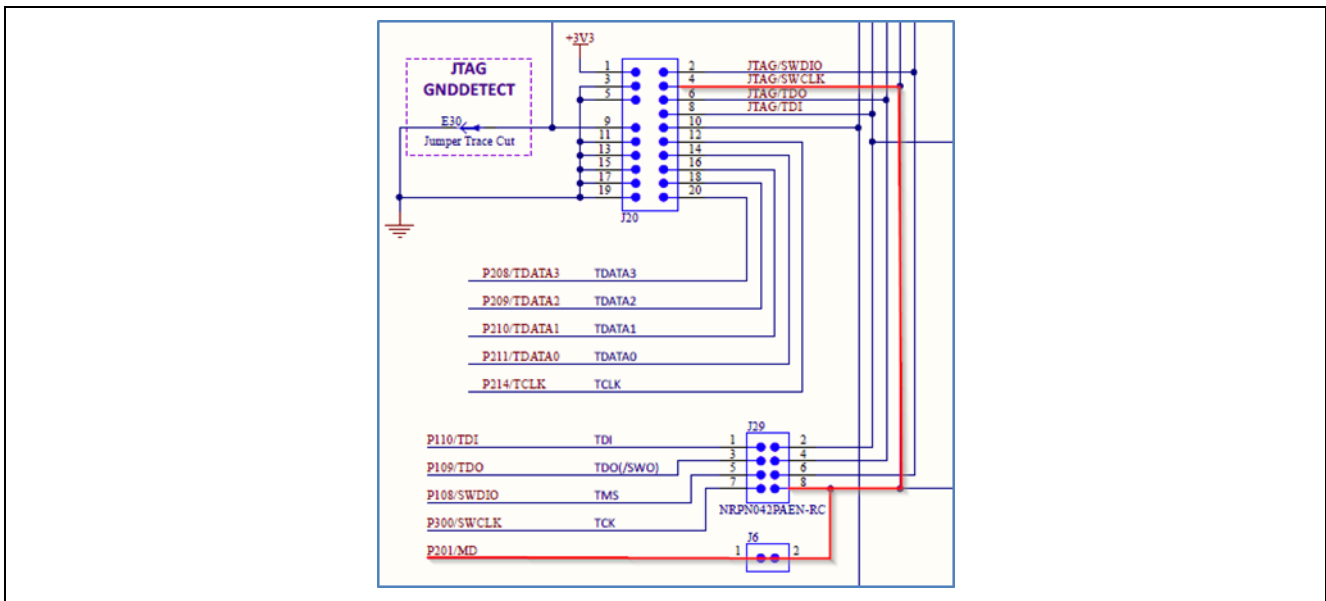 +3V3
JTAG
GNDDETECT
E30
Jumper Trace Cut
1 2 JTAG/SWDIO
3 4 JTAG/SWCLK
5 6 JTAG/TDO
8 JTAG/TDI
9 10
11 12
13 14
15 16
17 18
19 20
J20
P208/TDATA3 TDATA3
P209/TDATA2 TDATA2
P210/TDATA1 TDATA1
P211/TDATA0 TDATA0
P214/TCLK TCLK
J29
P110/TDI TDI 1 2
P109/TDO TDO(/SWO) 3 4
P108/SWDIO TMS 5 6
P300/SWCLK TCK 7 8
NRPN042PAEN-RC
J6
P201/MD 1 2